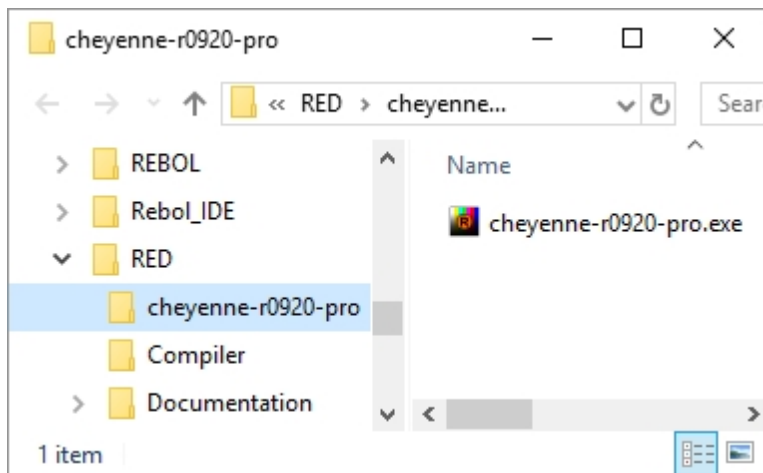 cheyenne-r0920-pro
« RED > cheyenne...
Sear
REBOL
Rebol_IDE
RED
cheyenne-r0920-pro
Compiler
Documentation
Name
cheyenne-r0920-pro.exe
1 item